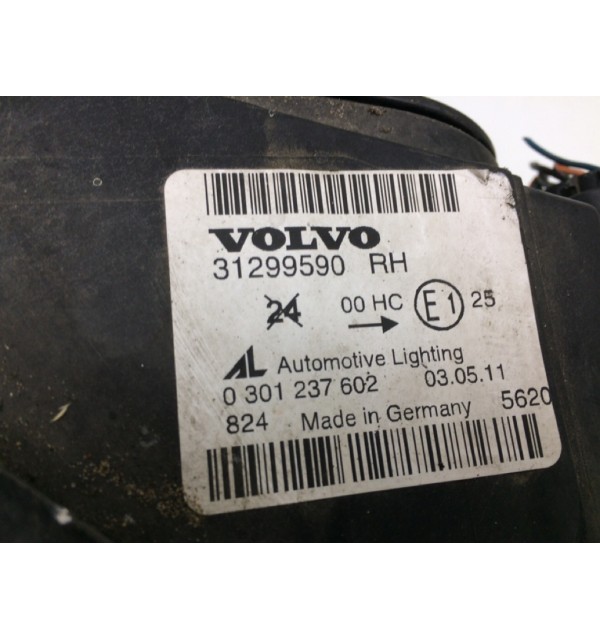 VOLVO
31299590 RH
24 00 HC E1 25
AL Automotive Lighting
0 301 237 602 03.05.11
824 Made in Germany 5620